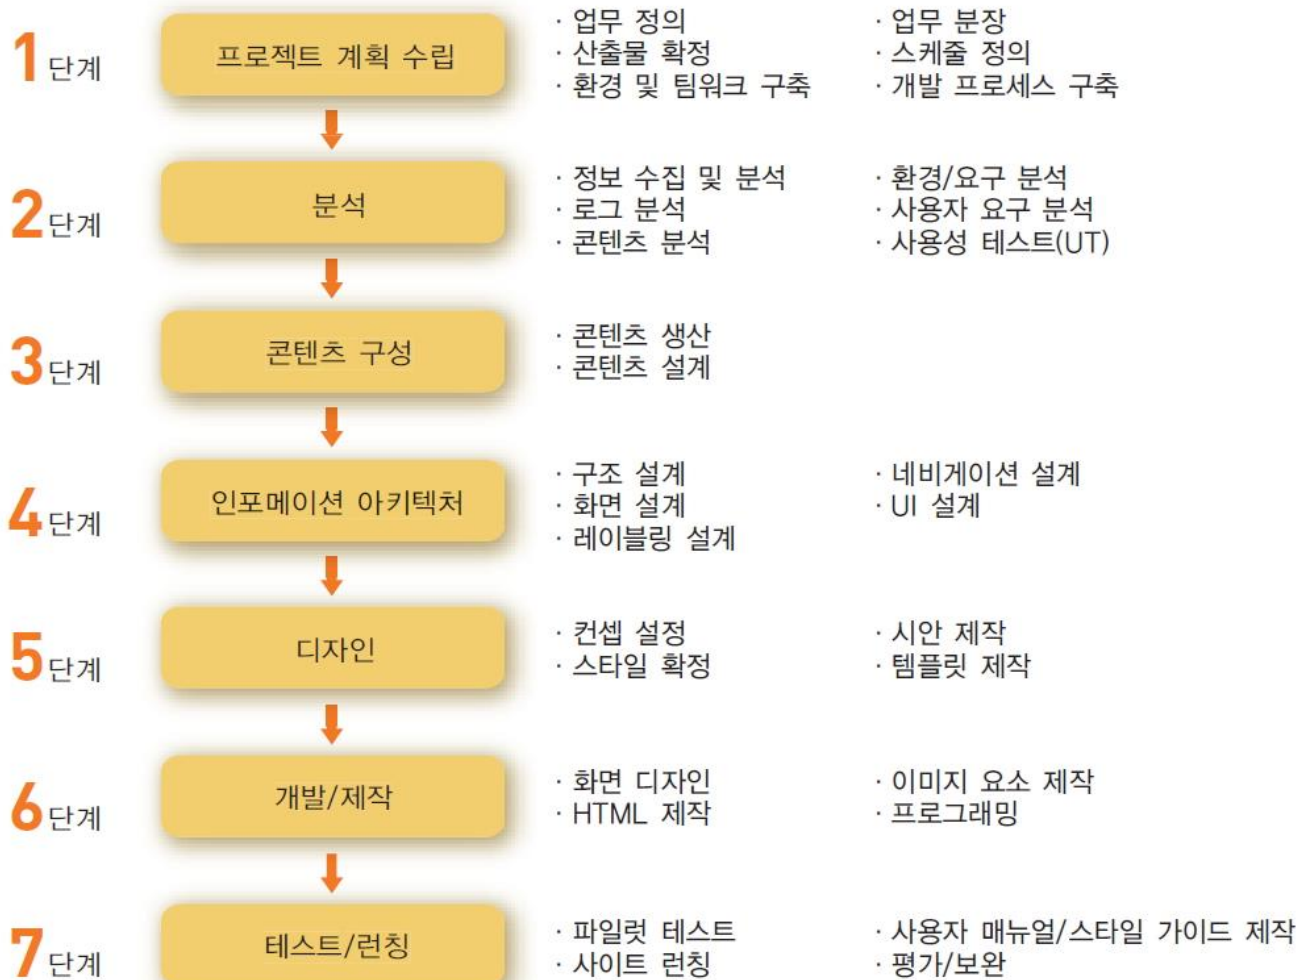 1단계
프로젝트 계획 수립
· 업무 정의
· 산출물 확정
· 환경 및 팀워크 구축
· 업무 분장
· 스케줄 정의
· 개발 프로세스 구축
2단계
분석
· 정보 수집 및 분석
· 로그 분석
· 콘텐츠 분석
· 환경/요구 분석
· 사용자 요구 분석
· 사용성 테스트(UT)
3단계
콘텐츠 구성
· 콘텐츠 생산
· 콘텐츠 설계
4단계
인포메이션 아키텍처
· 구조 설계
· 화면 설계
· 레이블링 설계
· 네비게이션 설계
· UI 설계
5단계
디자인
· 컨셉 설정
· 스타일 확정
· 시안 제작
· 템플릿 제작
6단계
개발/제작
· 화면 디자인
· HTML 제작
· 이미지 요소 제작
· 프로그래밍
7단계
테스트/런칭
· 파일럿 테스트
· 사이트 런칭
· 사용자 매뉴얼/스타일 가이드 제작
· 평가/보완